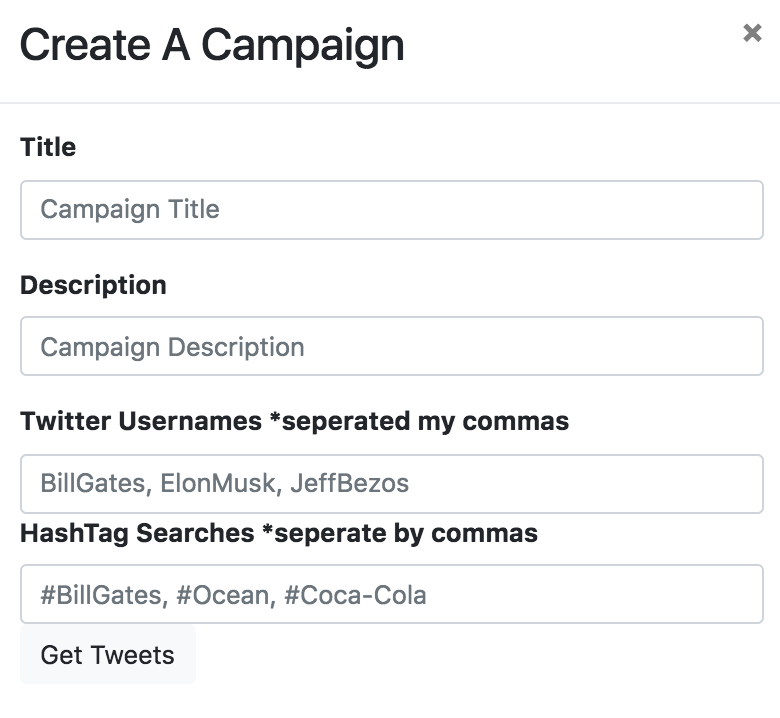 Create A Campaign
Title
Campaign Title
Description
Campaign Description
Twitter Usernames *seperated my commas
BillGates, ElonMusk, JeffBezos
HashTag Searches *seperate by commas
#BillGates, #Ocean, #Coca-Cola
Get Tweets